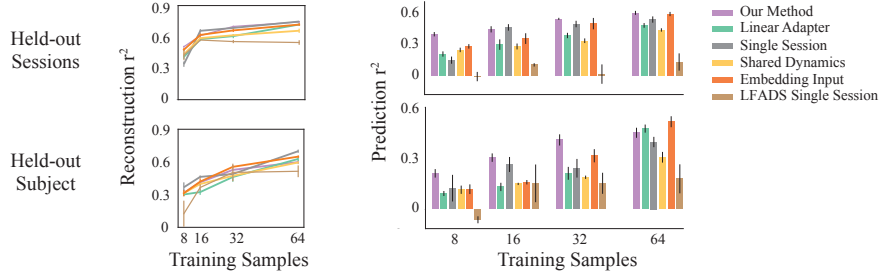 Held-out
Sessions
Held-out
Subject
Reconstruction r²
0.9
0.6
0.3
0
0.9
0.6
0.3
0
8 16 32 64
Training Samples
Prediction r²
0.6
0.3
0
0.6
0.3
0
8 16 32 64
Training Samples
Our Method
Linear Adapter
Single Session
Shared Dynamics
Embedding Input
LFADS Single Session